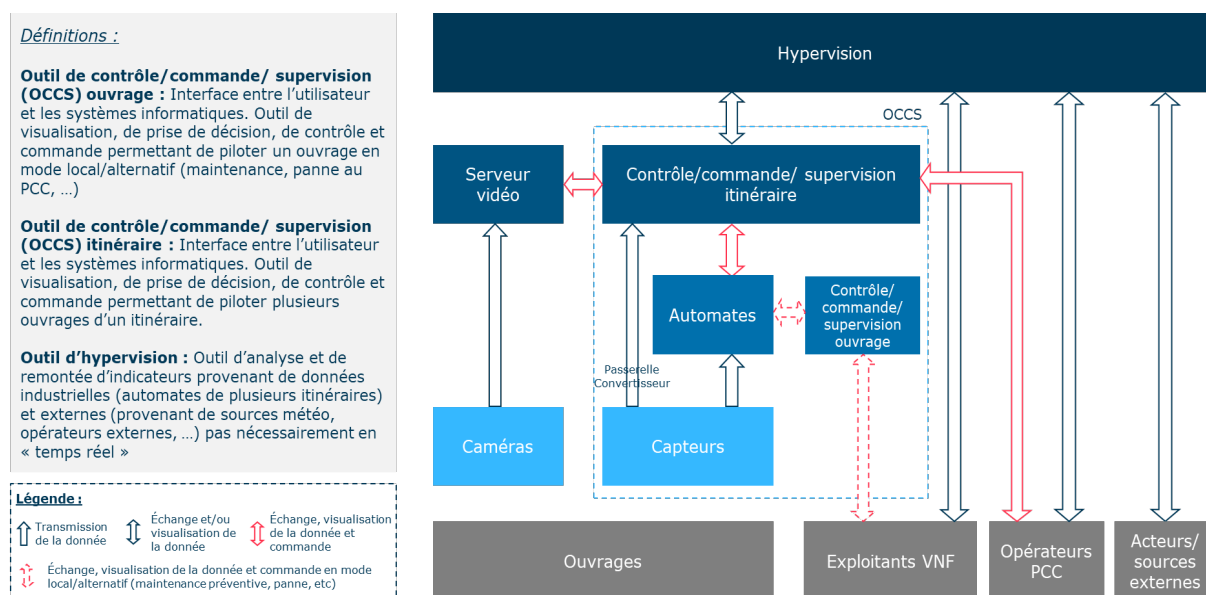 Définitions :
Outil de contrôle/commande/ supervision
(OCCS) ouvrage : Interface entre l’utilisateur
et les systèmes informatiques. Outil de
visualisation, de prise de décision, de contrôle et
commande permettant de piloter un ouvrage en
mode local/alternatif (maintenance, panne au
PCC, …)
Outil de contrôle/commande/ supervision
(OCCS) itinéraire : Interface entre l’utilisateur
et les systèmes informatiques. Outil de
visualisation, de prise de décision, de contrôle et
commande permettant de piloter plusieurs
ouvrages d’un itinéraire.
Outil d’hypervision : Outil d’analyse et de
remontée d’indicateurs provenant de données
industrielles (automates de plusieurs itinéraires)
et externes (provenant de sources météo,
opérateurs externes, …) pas nécessairement en
« temps réel »
Légende :
Transmission
de la donnée
Échange et/ou
visualisation de
la donnée
Échange, visualisation
de la donnée et
commande
Échange, visualisation de la donnée et commande en mode
local/alternatif (maintenance préventive, panne, etc)
Hypervision
OCCS
Serveur
vidéo
Contrôle/commande/ supervision
itinéraire
Automates
Contrôle/
commande/
supervision
ouvrage
Passerelle
Convertisseur
Caméras
Capteurs
Ouvrages
Exploitants VNF
Opérateurs
PCC
Acteurs/
sources
externes